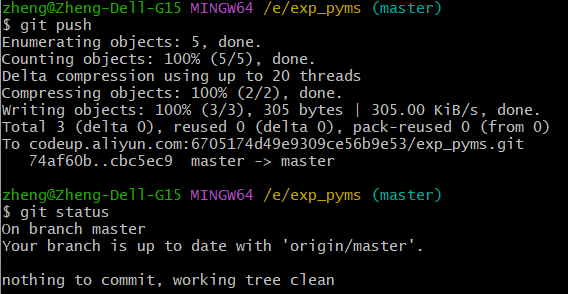 zheng@Zheng-Dell-G15 MINGW64 /e/exp_pyms (master)
$ git push
Enumerating objects: 5, done.
Counting objects: 100% (5/5), done.
Delta compression using up to 20 threads
Compressing objects: 100% (2/2), done.
Writing objects: 100% (3/3), 305 bytes | 305.00 KiB/s, done.
Total 3 (delta 0), reused 0 (delta 0), pack-reused 0 (from 0)
To codeup.aliyun.com:6705174d49e9309ce56b9e53/exp_pyms.git
   74af60b..cbc5ec9  master -> master

zheng@Zheng-Dell-G15 MINGW64 /e/exp_pyms (master)
$ git status
On branch master
Your branch is up to date with 'origin/master'.

nothing to commit, working tree clean